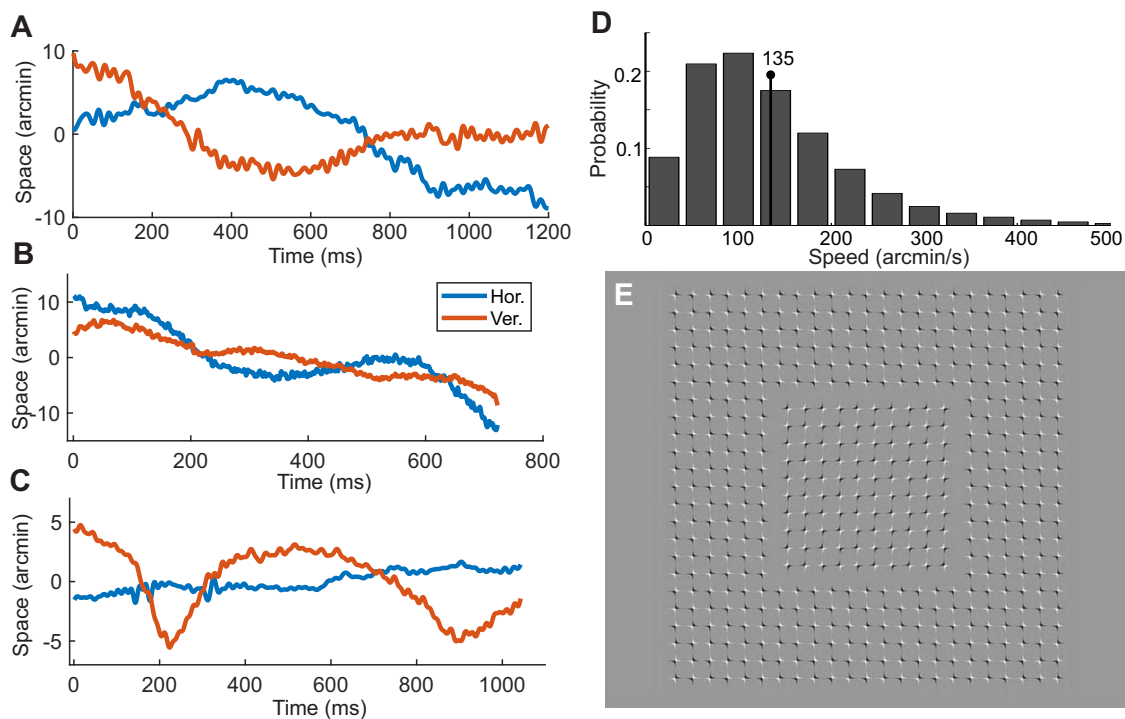 A
Space (arcmin)
10
0
-10
0 200 400 600 800 1000 1200
Time (ms)
B
Space (arcmin)
10
0
-10
Hor.
Ver.
0 200 400 600 800
Time (ms)
C
Space (arcmin)
5
0
-5
0 200 400 600 800 1000
Time (ms)
D
Probability
0.2
0.1
135
0 100 200 300 400 500
Speed (arcmin/s)
E